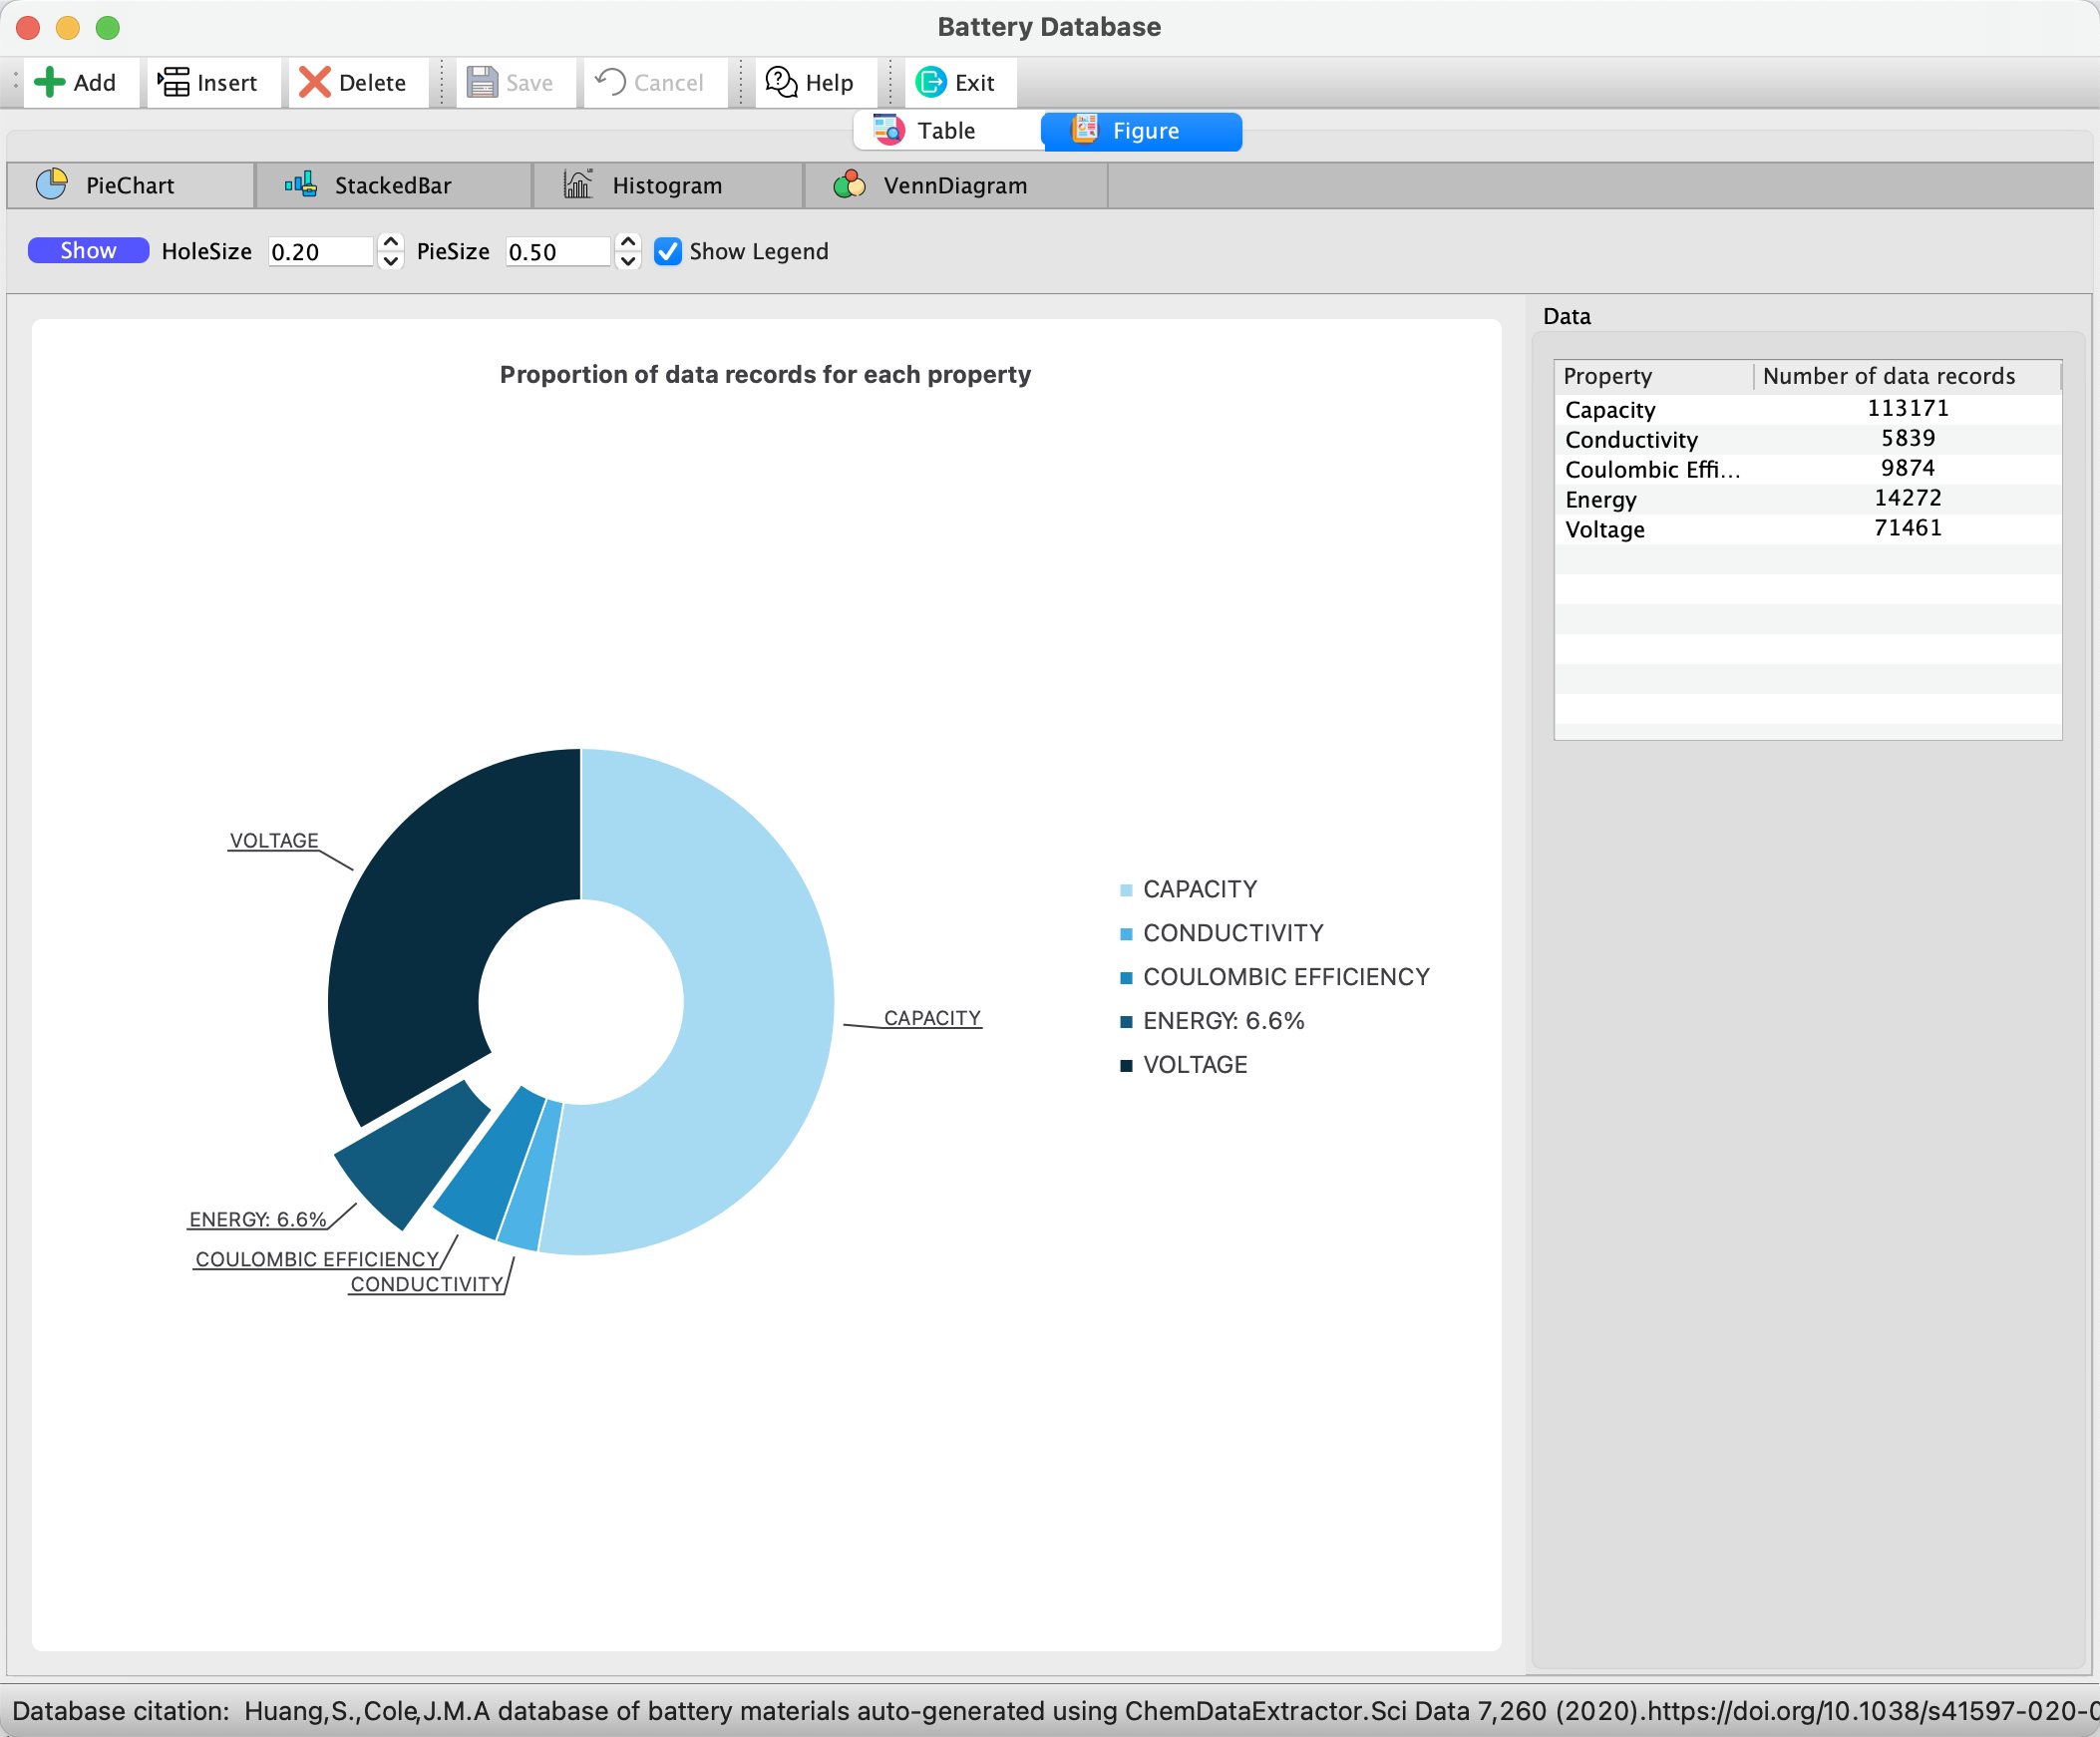 Battery Database
Add Insert Delete Save Cancel Help Exit
Table Figure
PieChart StackedBar Histogram VennDiagram
Show HoleSize 0.20 PieSize 0.50 Show Legend
Proportion of data records for each property
VOLTAGE
CAPACITY
ENERGY: 6.6%
COULOMBIC EFFICIENCY
CONDUCTIVITY
CAPACITY
CONDUCTIVITY
COULOMBIC EFFICIENCY
ENERGY: 6.6%
VOLTAGE
Data
Property Number of data records
Capacity 113171
Conductivity 5839
Coulombic Effi... 9874
Energy 14272
Voltage 71461
Database citation: Huang,S.,Cole,J.M.A database of battery materials auto-generated using ChemDataExtractor.Sci Data 7,260 (2020).https://doi.org/10.1038/s41597-020-0